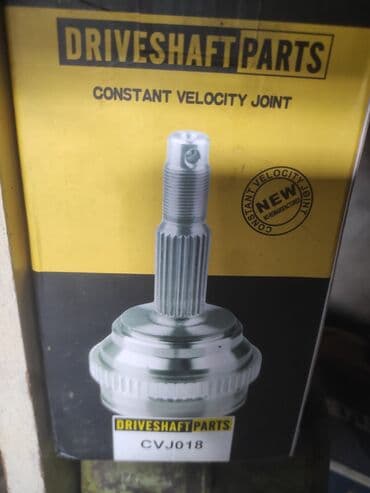 DRIVESHAFT PARTS
CONSTANT VELOCITY JOINT
CONSTANT VELOCITY JOINT
NEW
DRIVESHAFT PARTS
CVJ018